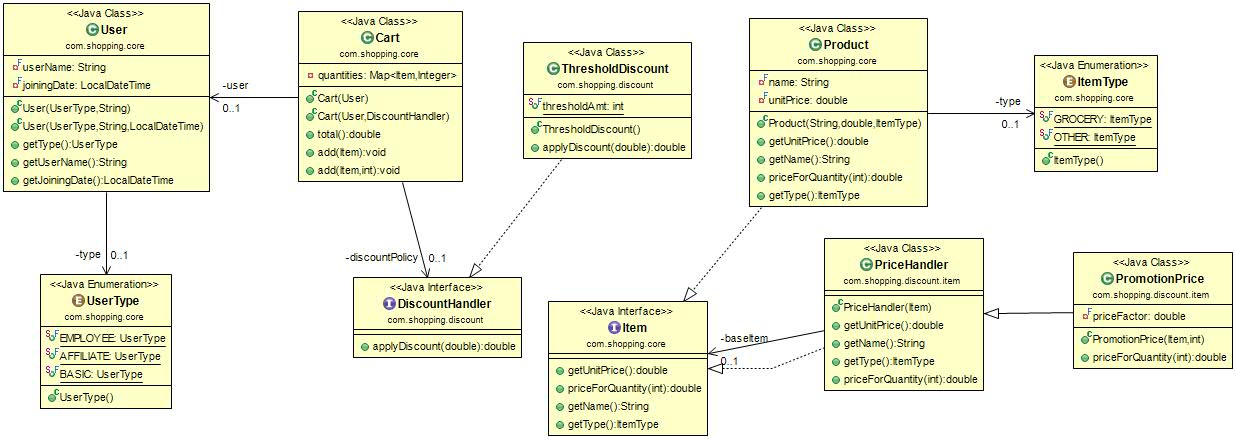 <<Java Class>>
User
com.shopping.core
userName: String
joiningDate: LocalDateTime
User(UserType,String)
User(UserType,String,LocalDateTime)
getType():UserType
getUserName():String
getJoiningDate():LocalDateTime
-user
0..1
<<Java Class>>
Cart
com.shopping.core
quantities: Map<Item,Integer>
Cart(User)
Cart(User,DiscountHandler)
total():double
add(Item):void
add(Item,int):void
<<Java Class>>
ThresholdDiscount
com.shopping.discount
thresholdAmt: int
ThresholdDiscount()
applyDiscount(double):double
<<Java Class>>
Product
com.shopping.core
name: String
unitPrice: double
Product(String,double,ItemType)
getUnitPrice():double
getName():String
priceForQuantity(int):double
getType():ItemType
-type
0..1
<<Java Enumeration>>
ItemType
com.shopping.core
GROCERY: ItemType
OTHER: ItemType
ItemType()
-type
0..1
<<Java Enumeration>>
UserType
com.shopping.core
EMPLOYEE: UserType
AFFILIATE: UserType
BASIC: UserType
UserType()
-discountPolicy
0..1
<<Java Interface>>
DiscountHandler
com.shopping.discount
applyDiscount(double):double
<<Java Interface>>
Item
com.shopping.core
getUnitPrice():double
priceForQuantity(int):double
getName():String
getType():ItemType
-baseItem
0..1
<<Java Class>>
PriceHandler
com.shopping.discount.item
PriceHandler(Item)
getUnitPrice():double
getName():String
getType():ItemType
priceForQuantity(int):double
<<Java Class>>
PromotionPrice
com.shopping.discount.item
priceFactor: double
PromotionPrice(Item,int)
priceForQuantity(int):double